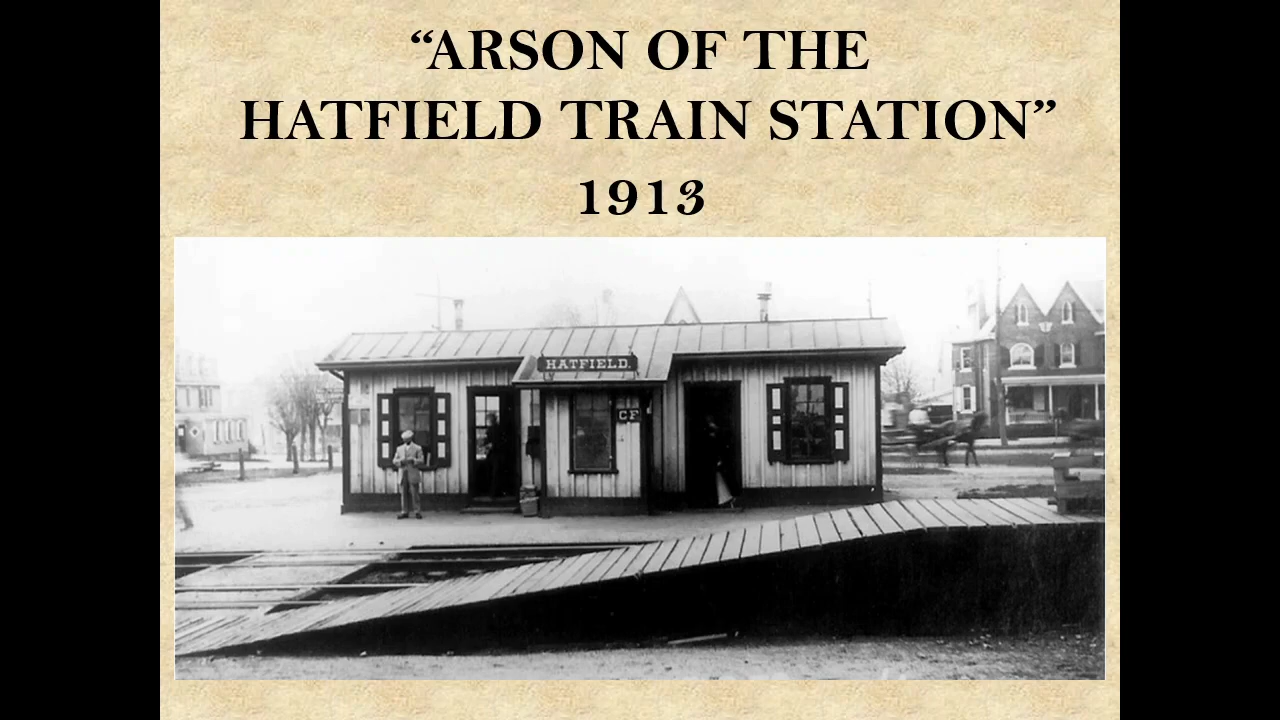 “ARSON OF THE
HATFIELD TRAIN STATION”
1913
HATFIELD.
CF